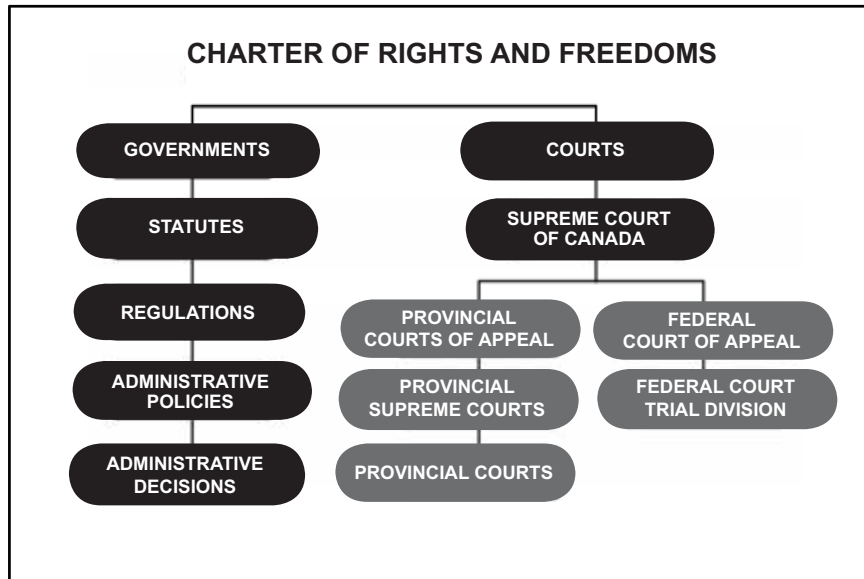 CHARTER OF RIGHTS AND FREEDOMS
GOVERNMENTS
STATUTES
REGULATIONS
ADMINISTRATIVE
POLICIES
ADMINISTRATIVE
DECISIONS
COURTS
SUPREME COURT
OF CANADA
PROVINCIAL
COURTS OF APPEAL
PROVINCIAL
SUPREME COURTS
PROVINCIAL COURTS
FEDERAL
COURT OF APPEAL
FEDERAL COURT
TRIAL DIVISION